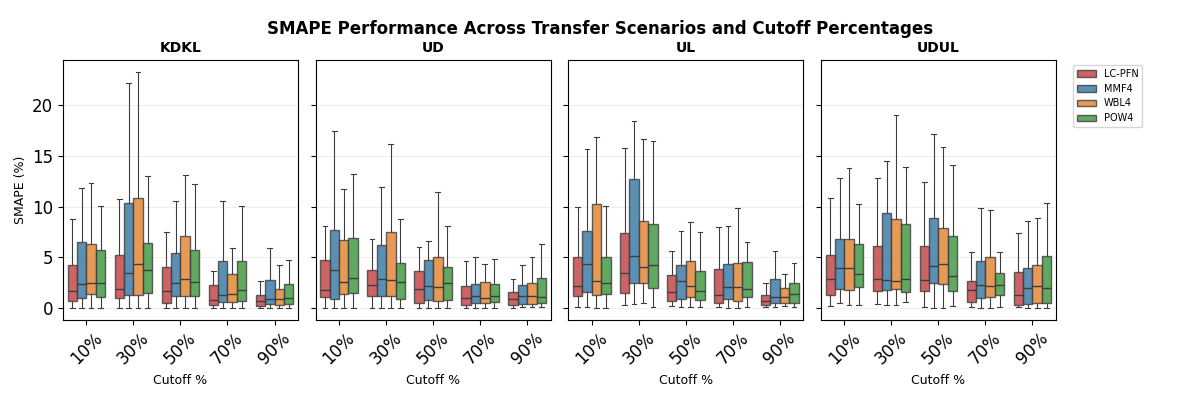 SMAPE Performance Across Transfer Scenarios and Cutoff Percentages
KDKL
UD
UL
UDUL
LC-PFN
MMF4
WBL4
POW4
SMAPE (%)
20
15
10
5
0
10% 30% 50% 70% 90%
10% 30% 50% 70% 90%
10% 30% 50% 70% 90%
10% 30% 50% 70% 90%
Cutoff %
Cutoff %
Cutoff %
Cutoff %